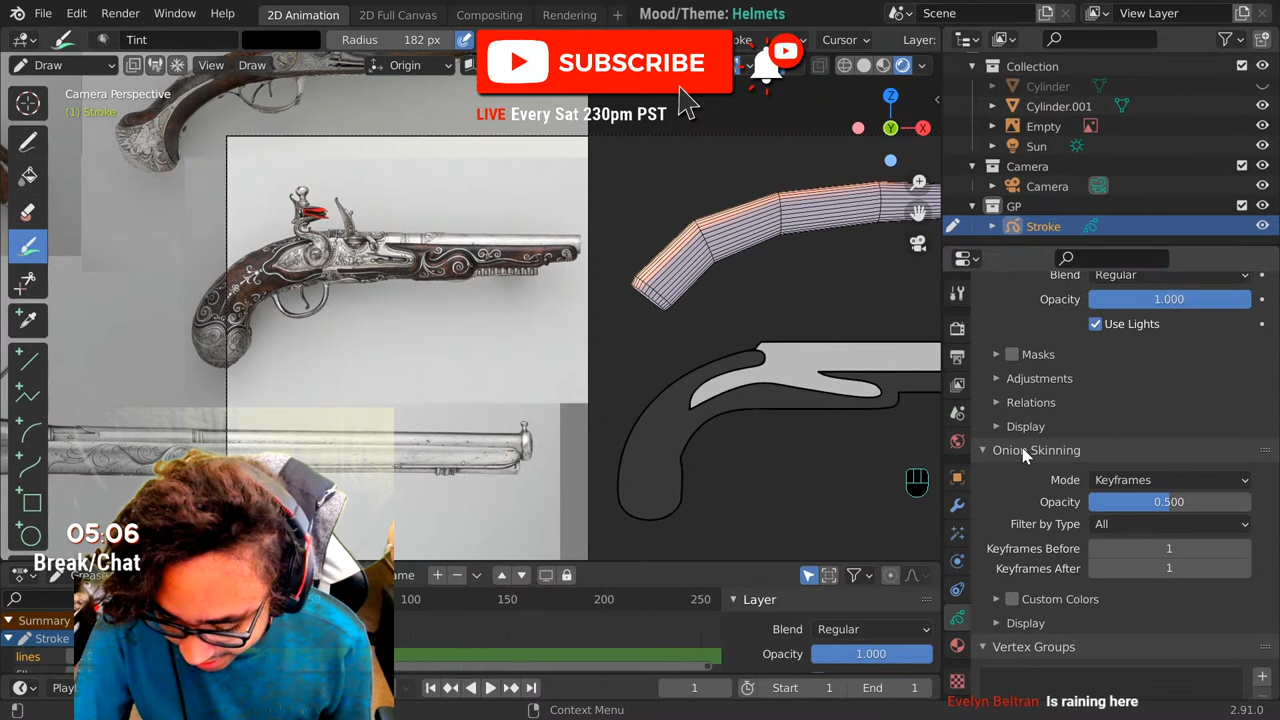 File Edit Render Window Help 2D Animation 2D Full Canvas Compositing Rendering + Mood/Theme: Helmets Scene View Layer
Tint Radius 182 px Cursor Layer:
SUBSCRIBE
Draw View Draw Origin
Camera Perspective
(1) Stroke
LIVE Every Sat 230pm PST
Z
Y
X
Collection
Cylinder
Cylinder.001
Empty
Sun
Camera
Camera
GP
Stroke
Blend Regular
Opacity 1.000
Use Lights
Masks
Adjustments
Relations
Display
Onion Skinning
Mode Keyframes
Opacity 0.500
Filter by Type All
Keyframes Before 1
Keyframes After 1
Custom Colors
Display
Vertex Groups
05:06
Break/Chat
100 150 200 250
Layer
Blend Regular
Opacity 1.000
Summary
Stroke
lines
1 Start 1 End 1
Context Menu
Evelyn Beltran Is raining here
2.91.0